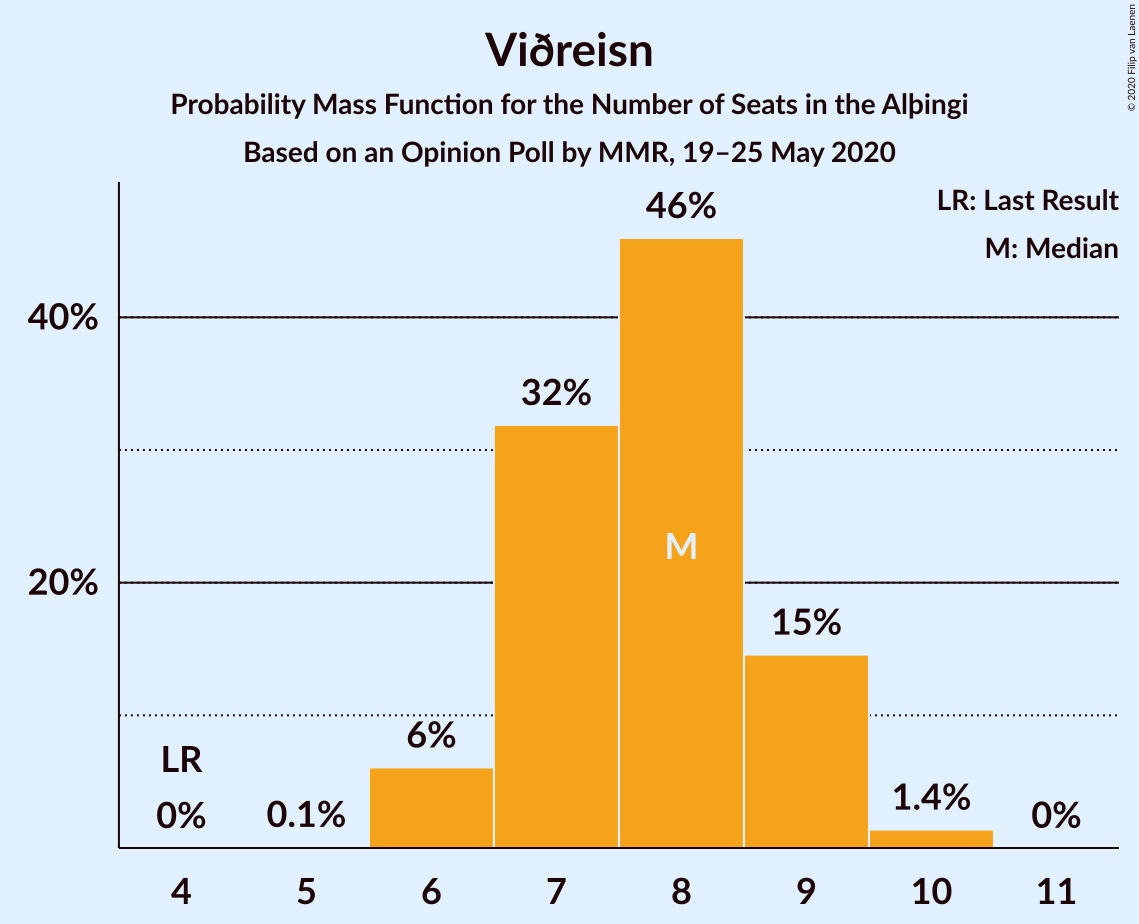 Viðreisn
Probability Mass Function for the Number of Seats in the Alþingi
Based on an Opinion Poll by MMR, 19–25 May 2020
© 2020 Filip van Laenen
LR: Last Result
M: Median
46%
40%
32%
M
20%
15%
6%
LR
0%
0.1%
1.4%
0%
4
5
6
7
8
9
10
11